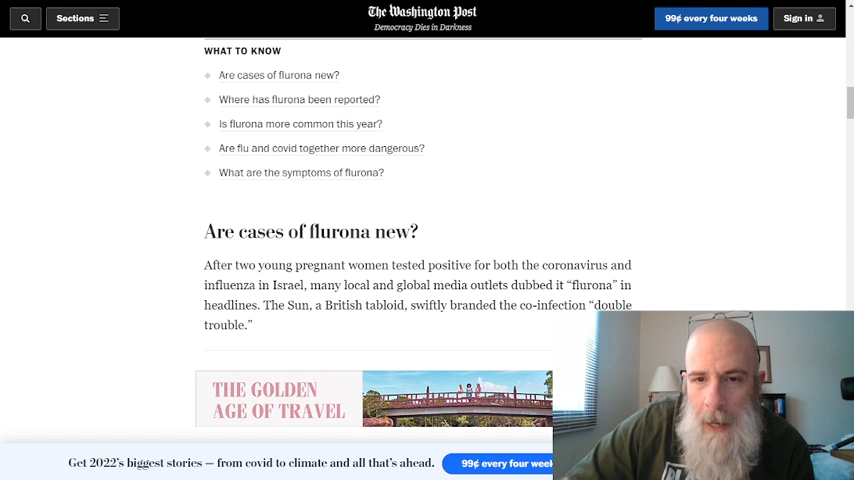 The Washington Post
Democracy Dies in Darkness
Sections
99¢ every four weeks
Sign in
WHAT TO KNOW
Are cases of flurona new?
Where has flurona been reported?
Is flurona more common this year?
Are flu and covid together more dangerous?
What are the symptoms of flurona?
Are cases of flurona new?
After two young pregnant women tested positive for both the coronavirus and
influenza in Israel, many local and global media outlets dubbed it “flurona” in
headlines. The Sun, a British tabloid, swiftly branded the co-infection “double
trouble.”
THE GOLDEN
AGE OF TRAVEL
Get 2022’s biggest stories — from covid to climate and all that’s ahead.
99¢ every four